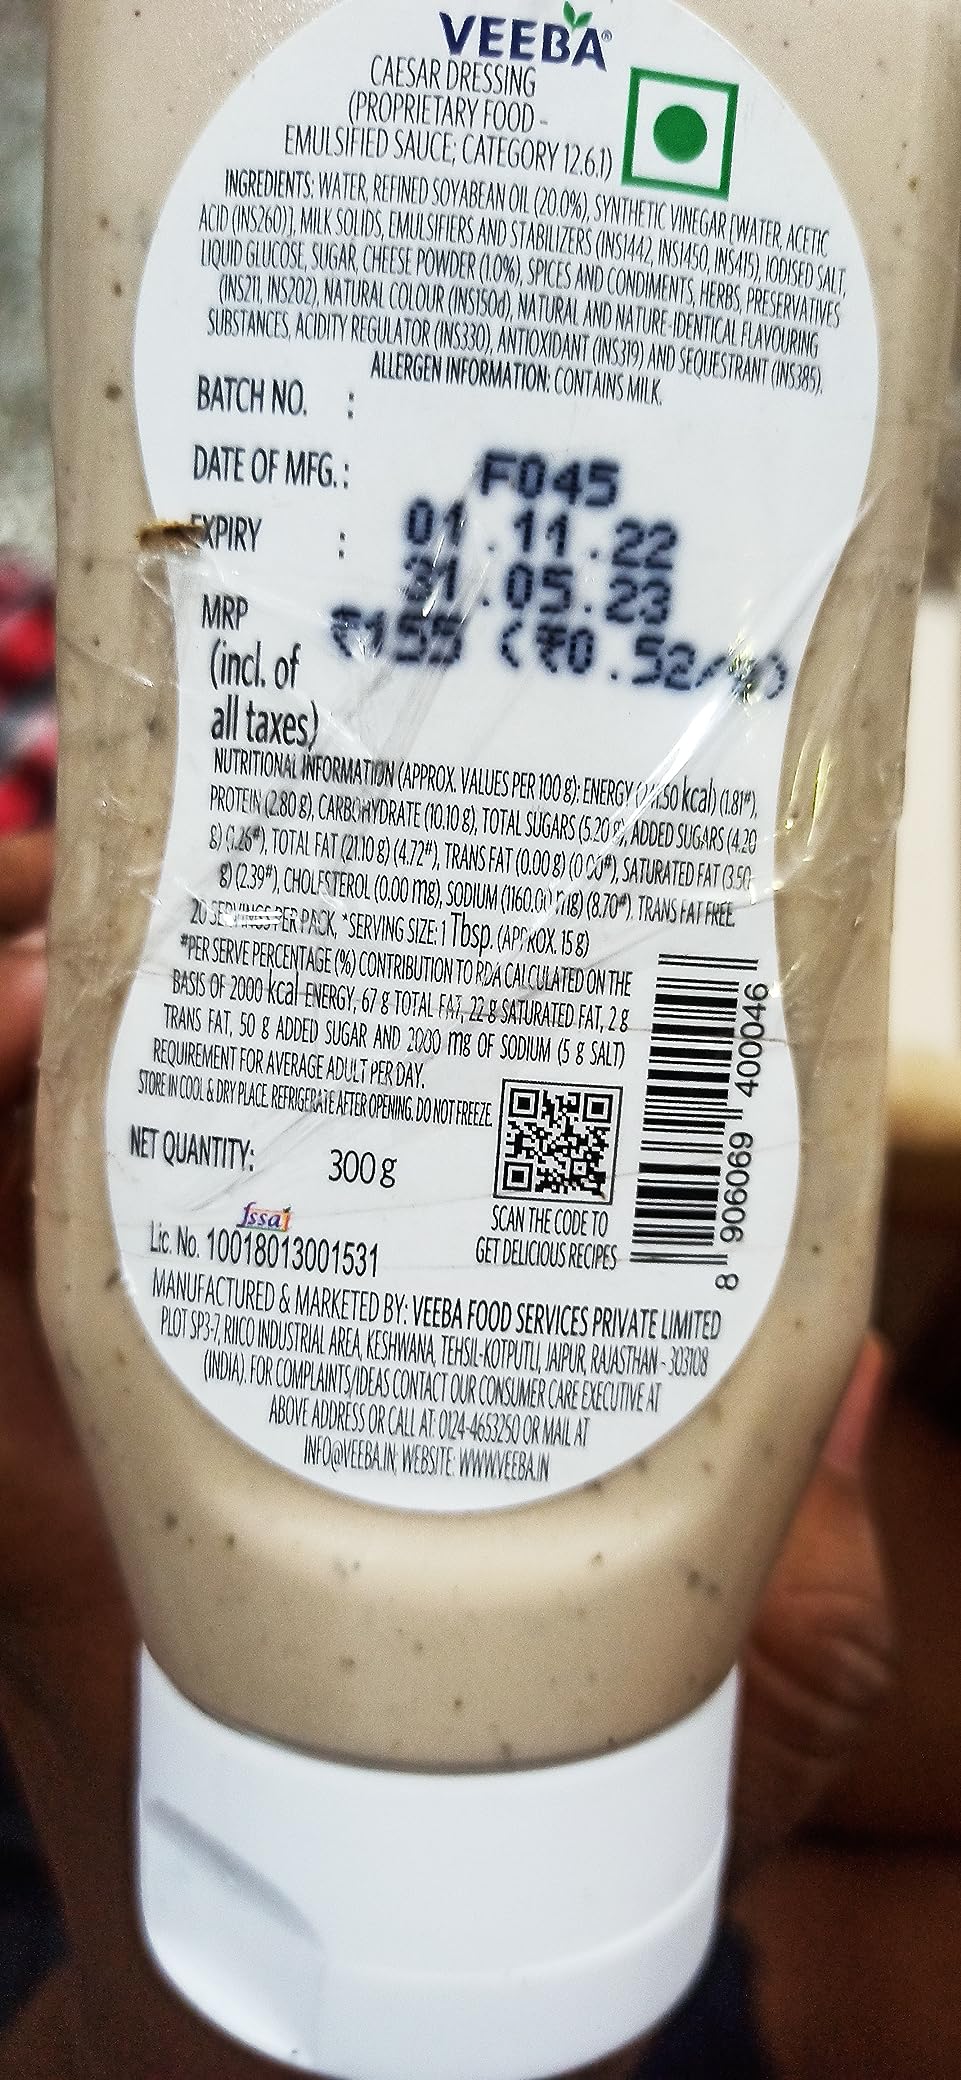 VEEBA®
CAESAR DRESSING
(PROPRIETARY FOOD -
EMULSIFIED SAUCE; CATEGORY 12.6.1)
INGREDIENTS: WATER, REFINED SOYABEAN OIL (20.0%), SYNTHETIC VINEGAR [WATER, ACETIC
ACID (INS260)], MILK SOLIDS, EMULSIFIERS AND STABILIZERS (INS1442, INS1450, INS415), IODISED SALT,
LIQUID GLUCOSE, SUGAR, CHEESE POWDER (1.0%), SPICES AND CONDIMENTS, HERBS, PRESERVATIVES
(INS211, INS202), NATURAL COLOUR (INS150d), NATURAL AND NATURE-IDENTICAL FLAVOURING
SUBSTANCES, ACIDITY REGULATOR (INS330), ANTIOXIDANT (INS319) AND SEQUESTRANT (INS385).
ALLERGEN INFORMATION: CONTAINS MILK.
BATCH NO. : F045
DATE OF MFG.: 01.11.22
EXPIRY : 31.05.23
MRP ₹155 (₹0.52/
(incl. of
all taxes)
NUTRITIONAL INFORMATION (APPROX. VALUES PER 100 g): ENERGY kcal) (1.81#),
PROTEIN (2.80 g), CARBOHYDRATE (10.10 g), TOTAL SUGARS (5.20 g), ADDED SUGARS (4.20
g) (1.26#), TOTAL FAT (21.10 g) (4.72#), TRANS FAT (0.00 g) (0.00#), SATURATED FAT (3.50
g) (2.39#), CHOLESTEROL (0.00 mg), SODIUM (1160.00 mg) (8.70#). TRANS FAT FREE.
20 SERVINGS PER PACK, *SERVING SIZE: 1 Tbsp. (APPROX. 15 g)
#PER SERVE PERCENTAGE (%) CONTRIBUTION TO RDA CALCULATED ON THE
BASIS OF 2000 kcal ENERGY, 67 g TOTAL FAT, 22 g SATURATED FAT, 2 g
TRANS FAT, 50 g ADDED SUGAR AND 2000 mg OF SODIUM (5 g SALT)
REQUIREMENT FOR AVERAGE ADULT PER DAY.
STORE IN COOL & DRY PLACE. REFRIGERATE AFTER OPENING. DO NOT FREEZE.
NET QUANTITY: 300 g
fssai
Lic. No. 10018013001531
SCAN THE CODE TO
GET DELICIOUS RECIPES
8 906069 400046
MANUFACTURED & MARKETED BY: VEEBA FOOD SERVICES PRIVATE LIMITED
PLOT SP3-7, RIICO INDUSTRIAL AREA, KESHWANA, TEHSIL-KOTPUTLI, JAIPUR, RAJASTHAN - 303108
(INDIA). FOR COMPLAINTS/IDEAS CONTACT OUR CONSUMER CARE EXECUTIVE AT
ABOVE ADDRESS OR CALL AT: 0124-4653250 OR MAIL AT
INFO@VEEBA.IN; WEBSITE: WWW.VEEBA.IN